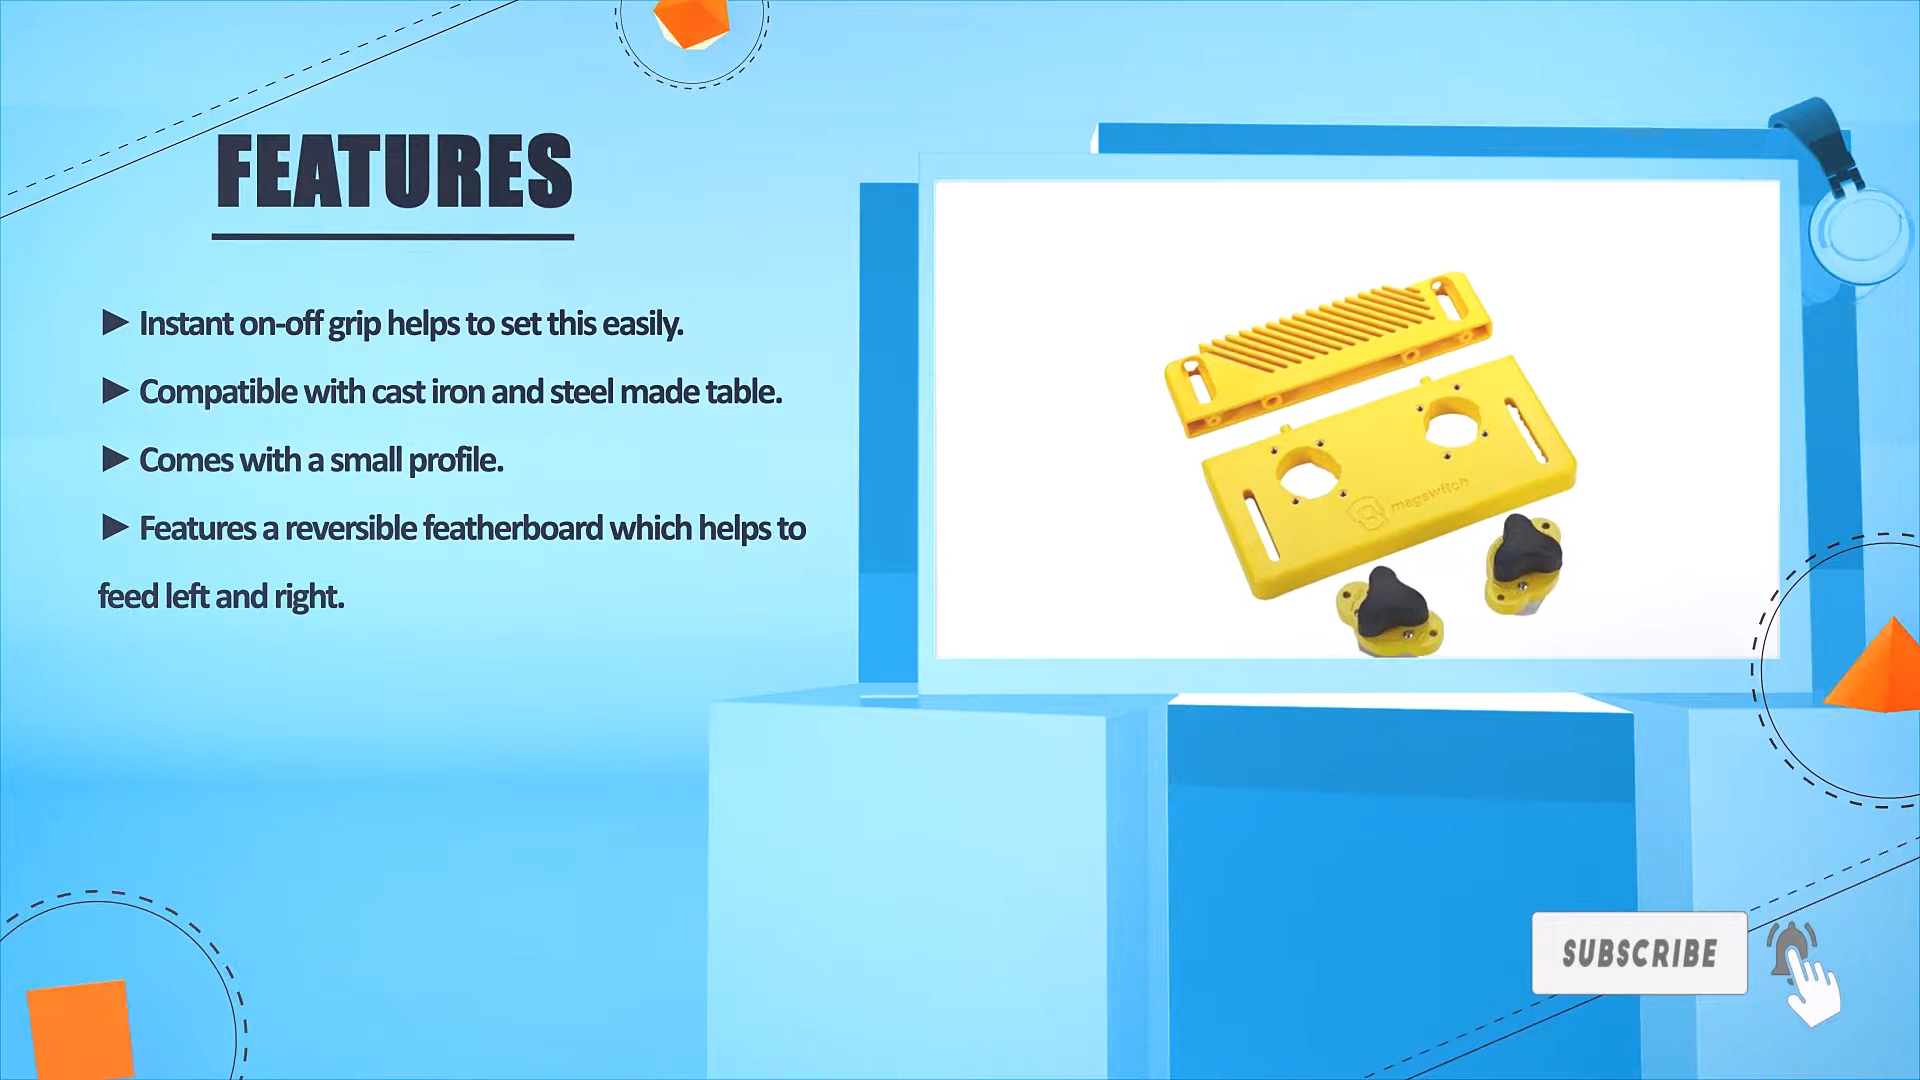 FEATURES
► Instant on-off grip helps to set this easily.
► Compatible with cast iron and steel made table.
► Comes with a small profile.
► Features a reversible featherboard which helps to
feed left and right.
magswitch
SUBSCRIBE